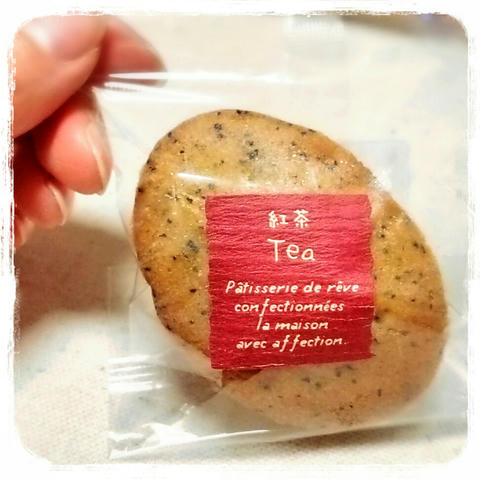 紅茶
Tea
Pâtisserie de rêve
confectionnées
la maison
avec affection.